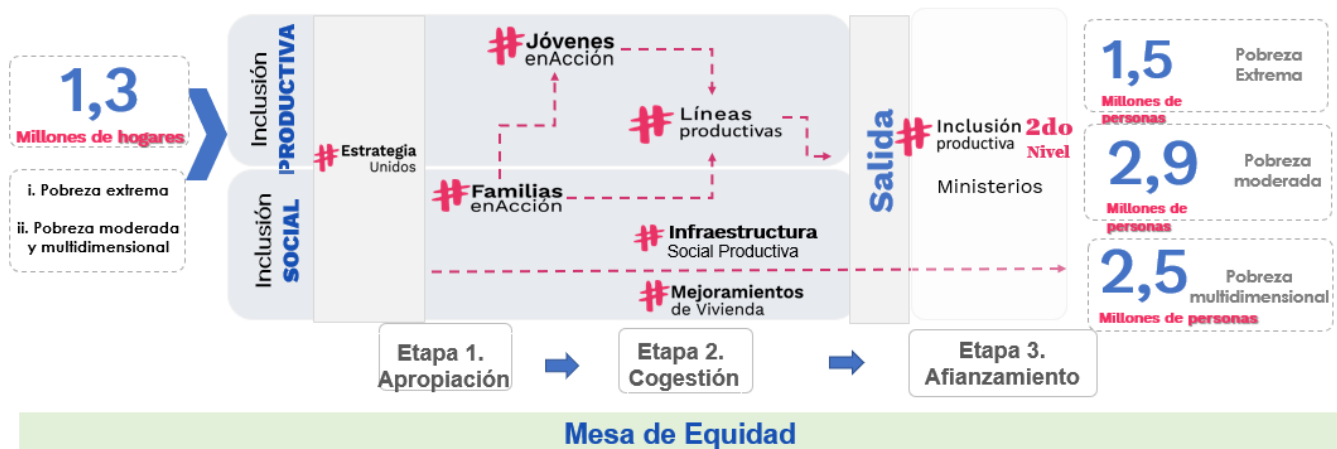 1,3
Millones de hogares
i. Pobreza extrema
ii. Pobreza moderada
y multidimensional
Inclusión
PRODUCTIVA
Inclusión
SOCIAL
#Estrategia
Unidos
#Jóvenes
enAcción
#Líneas
productivas
#Familias
enAcción
#Infraestructura
Social Productiva
#Mejoramientos
de Vivienda
Salida
#Inclusión
productiva
2do
Nivel
Ministerios
1,5
Millones de
personas
Pobreza
Extrema
2,9
Millones de
personas
Pobreza
moderada
2,5
Millones de personas
Pobreza
multidimensional
Etapa 1.
Apropiación
Etapa 2.
Cogestión
Etapa 3.
Afianzamiento
Mesa de Equidad